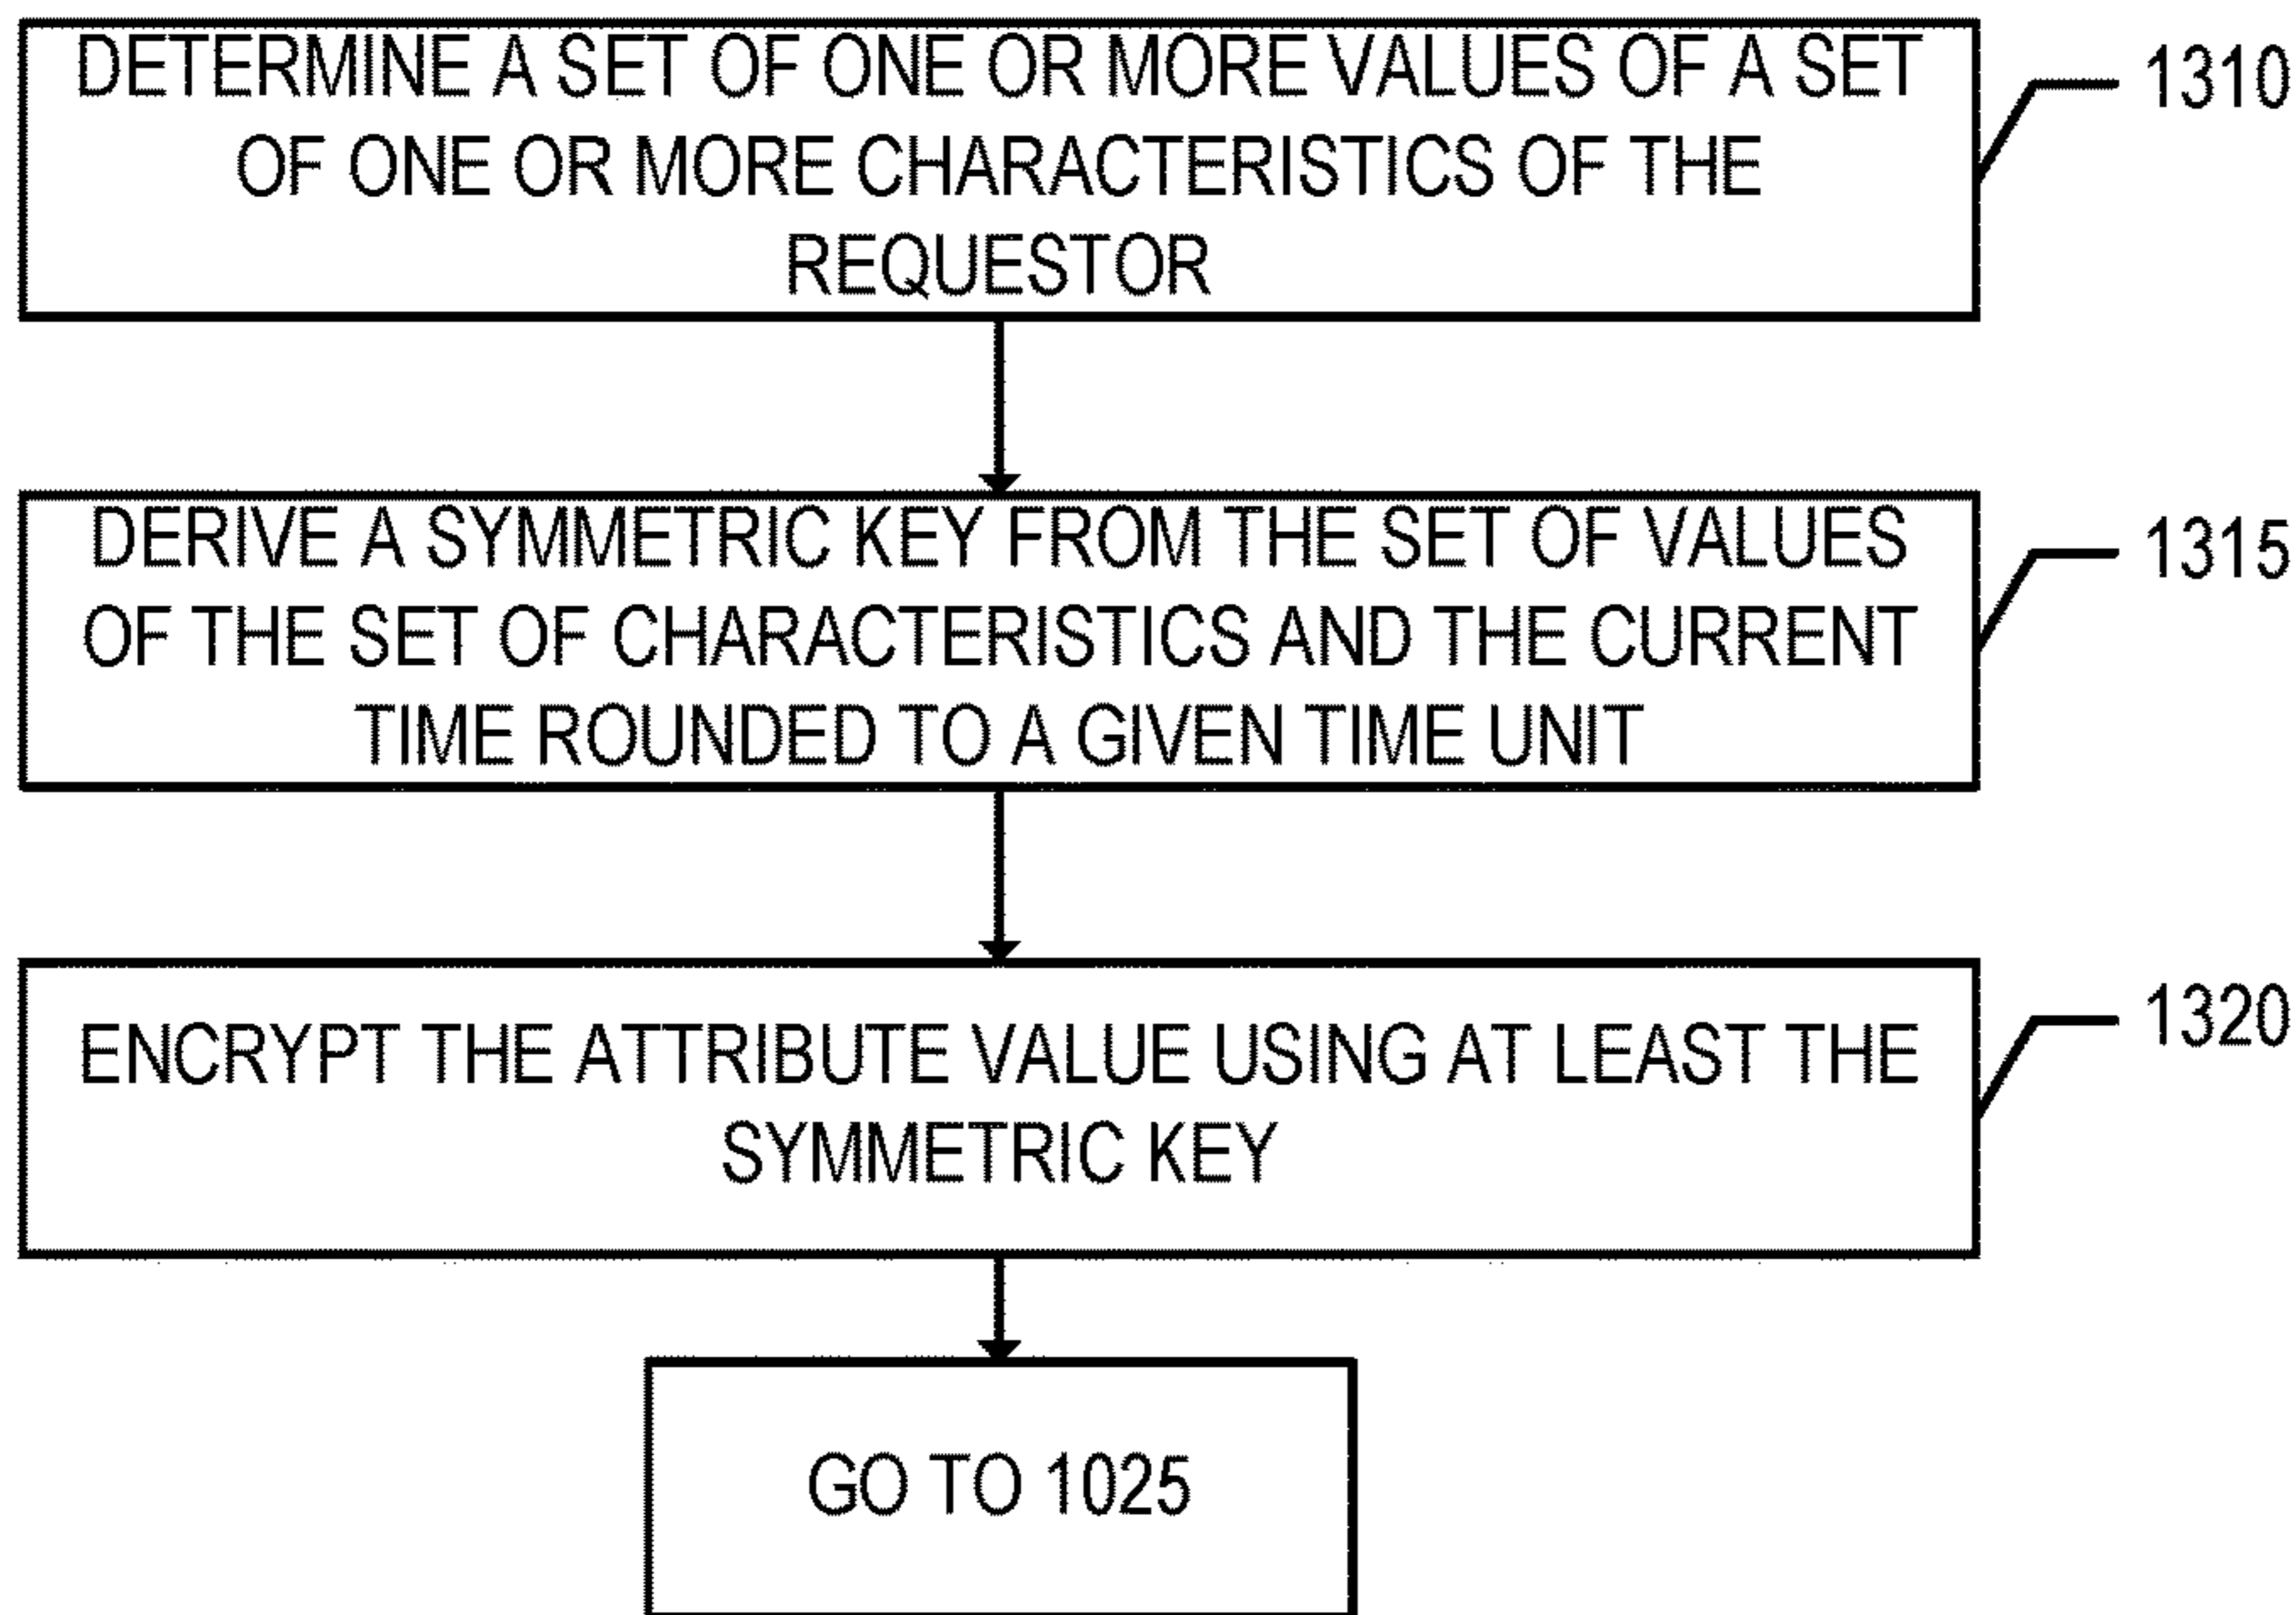 DETERMINE A SET OF ONE OR MORE VALUES OF A SET
OF ONE OR MORE CHARACTERISTICS OF THE
REQUESTOR
1310
DERIVE A SYMMETRIC KEY FROM THE SET OF VALUES
OF THE SET OF CHARACTERISTICS AND THE CURRENT
TIME ROUNDED TO A GIVEN TIME UNIT
1315
ENCRYPT THE ATTRIBUTE VALUE USING AT LEAST THE
SYMMETRIC KEY
1320
GO TO 1025